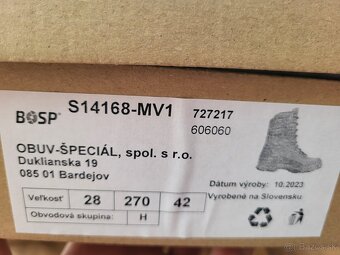 BOSP
S14168-MV1
727217
606060
OBUV-ŠPECIÁL, spol. s r.o.
Duklianska 19
085 01 Bardejov
Dátum výroby: 10.2023
Vyrobené na Slovensku
Veľkosť 28 270 42
Obvodová skupina: H